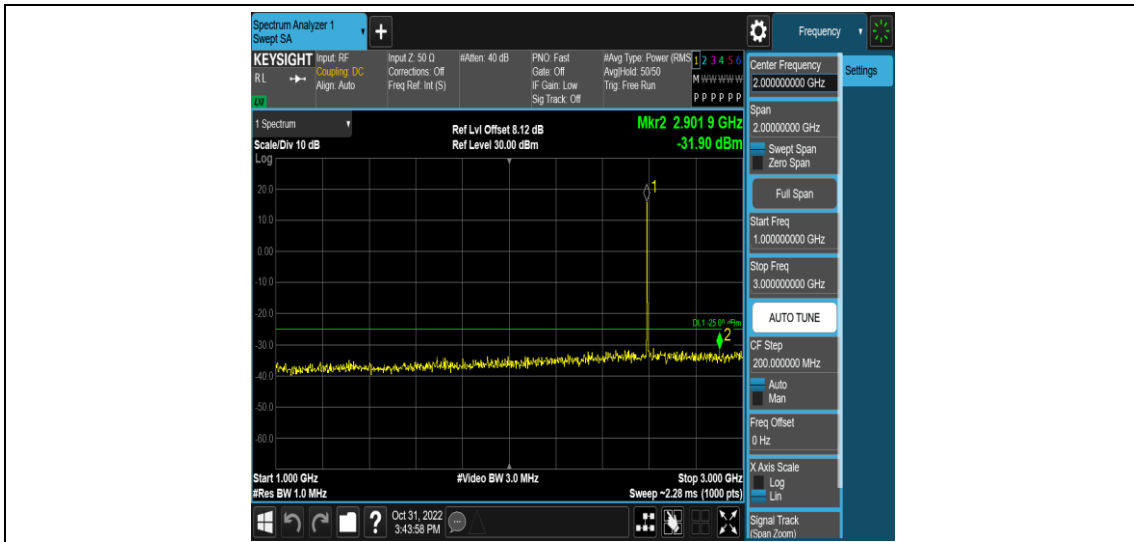 Spectrum Analyzer 1
Swept SA
+
Frequency
KEYSIGHT
RL
LXI
Input: RF
Coupling: DC
Align: Auto
Input Z: 50 Ω
Corrections: Off
Freq Ref: Int (S)
#Atten: 40 dB
PNO: Fast
Gate: Off
IF Gain: Low
Sig Track: Off
#Avg Type: Power (RMS
Avg|Hold: 50/50
Trig: Free Run
1 2 3 4 5 6
M W W W W W
P P P P P P
1 Spectrum
Scale/Div 10 dB
Ref Lvl Offset 8.12 dB
Ref Level 30.00 dBm
Mkr2 2.901 9 GHz
-31.90 dBm
Log
20.0
10.0
0.00
-10.0
-20.0
-30.0
-40.0
-50.0
-60.0
1
DL1 -25.00 dBm
2
Start 1.000 GHz
#Res BW 1.0 MHz
#Video BW 3.0 MHz
Stop 3.000 GHz
Sweep ~2.28 ms (1000 pts)
Center Frequency
2.000000000 GHz
Settings
Span
2.00000000 GHz
Swept Span
Zero Span
Full Span
Start Freq
1.000000000 GHz
Stop Freq
3.000000000 GHz
AUTO TUNE
CF Step
200.000000 MHz
Auto
Man
Freq Offset
0 Hz
X Axis Scale
Log
Lin
Signal Track
(Span Zoom)
?
Oct 31, 2022
3:43:58 PM